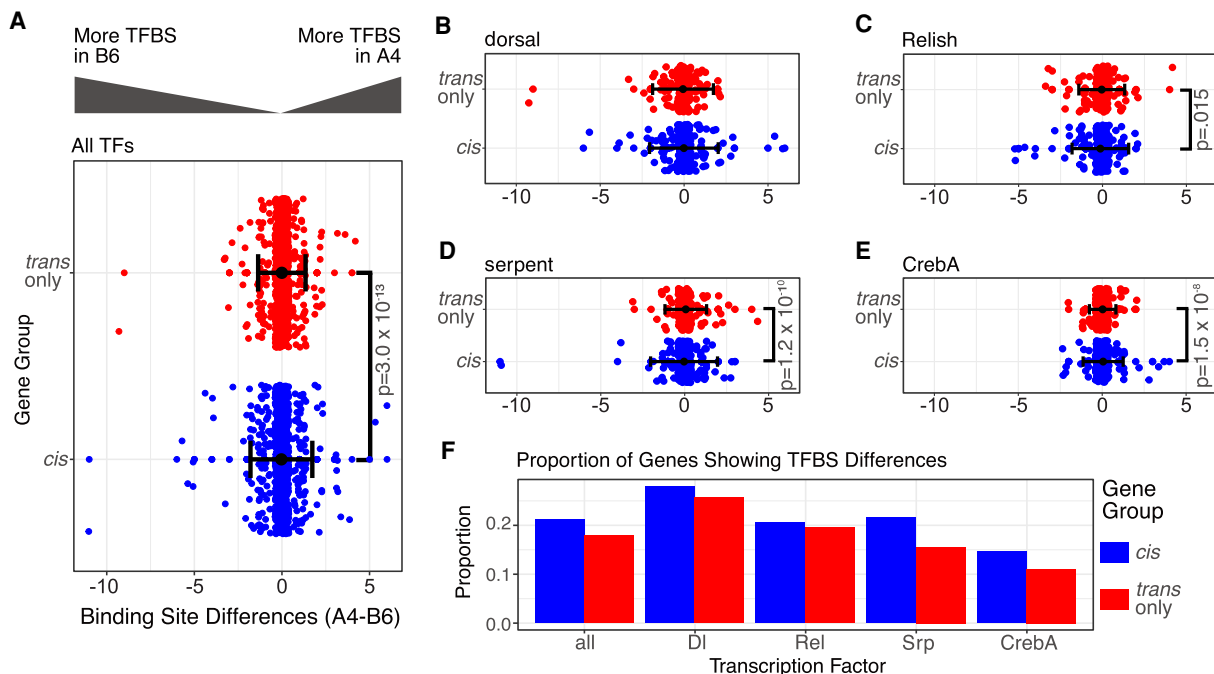 A
More TFBS
in B6
More TFBS
in A4
All TFs
Gene Group
trans
only
cis
p=3.0 x 10-13
-10
-5
0
5
Binding Site Differences (A4-B6)
B
dorsal
trans
only
cis
-10
-5
0
5
C
Relish
trans
only
cis
p=.015
-10
-5
0
5
D
serpent
trans
only
cis
p=1.2 x 10-10
-10
-5
0
5
E
CrebA
trans
only
cis
p=1.5 x 10-8
-10
-5
0
5
F
Proportion of Genes Showing TFBS Differences
Proportion
0.2
0.1
0.0
all
Dl
Rel
Srp
CrebA
Transcription Factor
Gene
Group
cis
trans
only